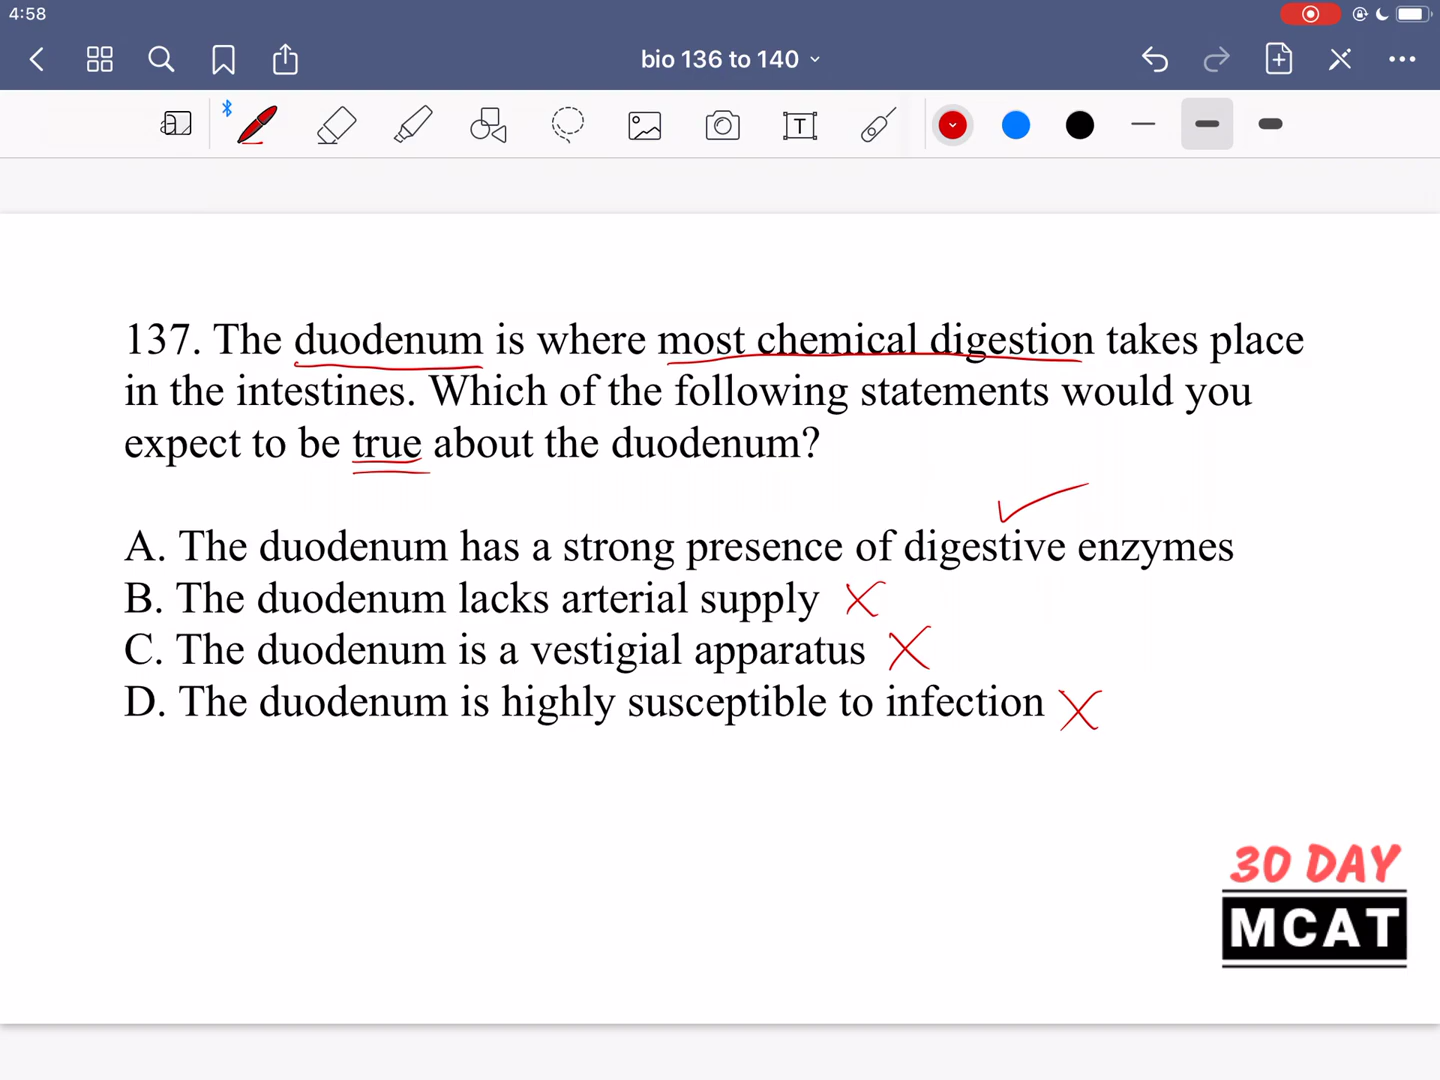 4:58
bio 136 to 140
T
137. The duodenum is where most chemical digestion takes place
in the intestines. Which of the following statements would you
expect to be true about the duodenum?
A. The duodenum has a strong presence of digestive enzymes
B. The duodenum lacks arterial supply
C. The duodenum is a vestigial apparatus
D. The duodenum is highly susceptible to infection
30 DAY
MCAT